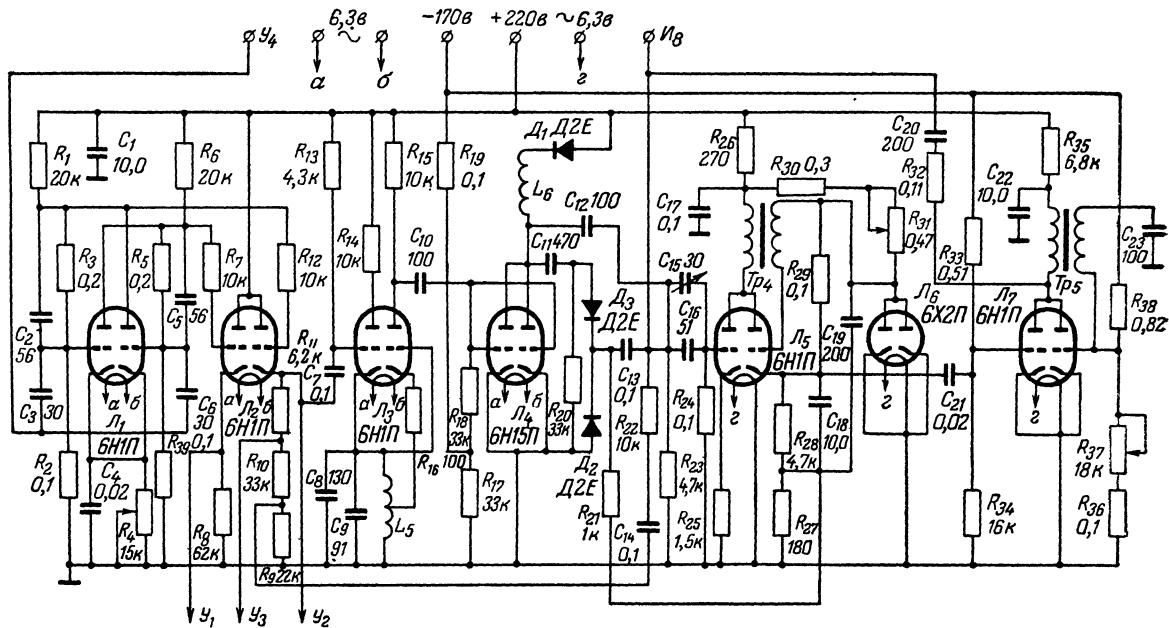 У4
6,3в
~
−170в
+220в
~6,3в
И8
а
б
г
R1
20к
C1
10,0
R6
20к
R13
4,3к
R15
10к
R19
0,1
Д1 Д2Е
L6
C12 100
R26
270
R30 0,3
C20
200
R32
0,11
R35
6,8к
C22
10,0
C17
0,1
R31
0,47
R33
0,51
C23
100
R3
0,2
R5
0,2
R7
10к
R12
10к
R14
10к
C10
100
C11 470
C15 30
R29
0,1
Тр4
Тр5
Л6
6Х2П
Л7
6Н1П
R38
0,82
C2
56
C5
56
R11
6,2к
C7
0,1
Д3
Д2Е
C16
51
Л5
6Н1П
C19
200
C3
30
а
б
Л1
6Н1П
C6
30
Л2
6Н1П
а
б
Л3
6Н1П
R16
100
R18
33к
а
б
Л4
6Н15П
R20
33к
C13
0,1
R22
10к
R24
0,1
г
г
г
C18
10,0
C21
0,02
R2
0,1
C4
0,02
R4
15к
R39
0,1
R8
62к
R10
33к
R9 22к
C8 130
C9
91
L5
R17
33к
Д2
Д2Е
R21
1к
C14
0,1
R23
4,7к
R25
1,5к
R28
4,7к
R27
180
R34
16к
R37
18к
R36
0,1
У1
У3
У2